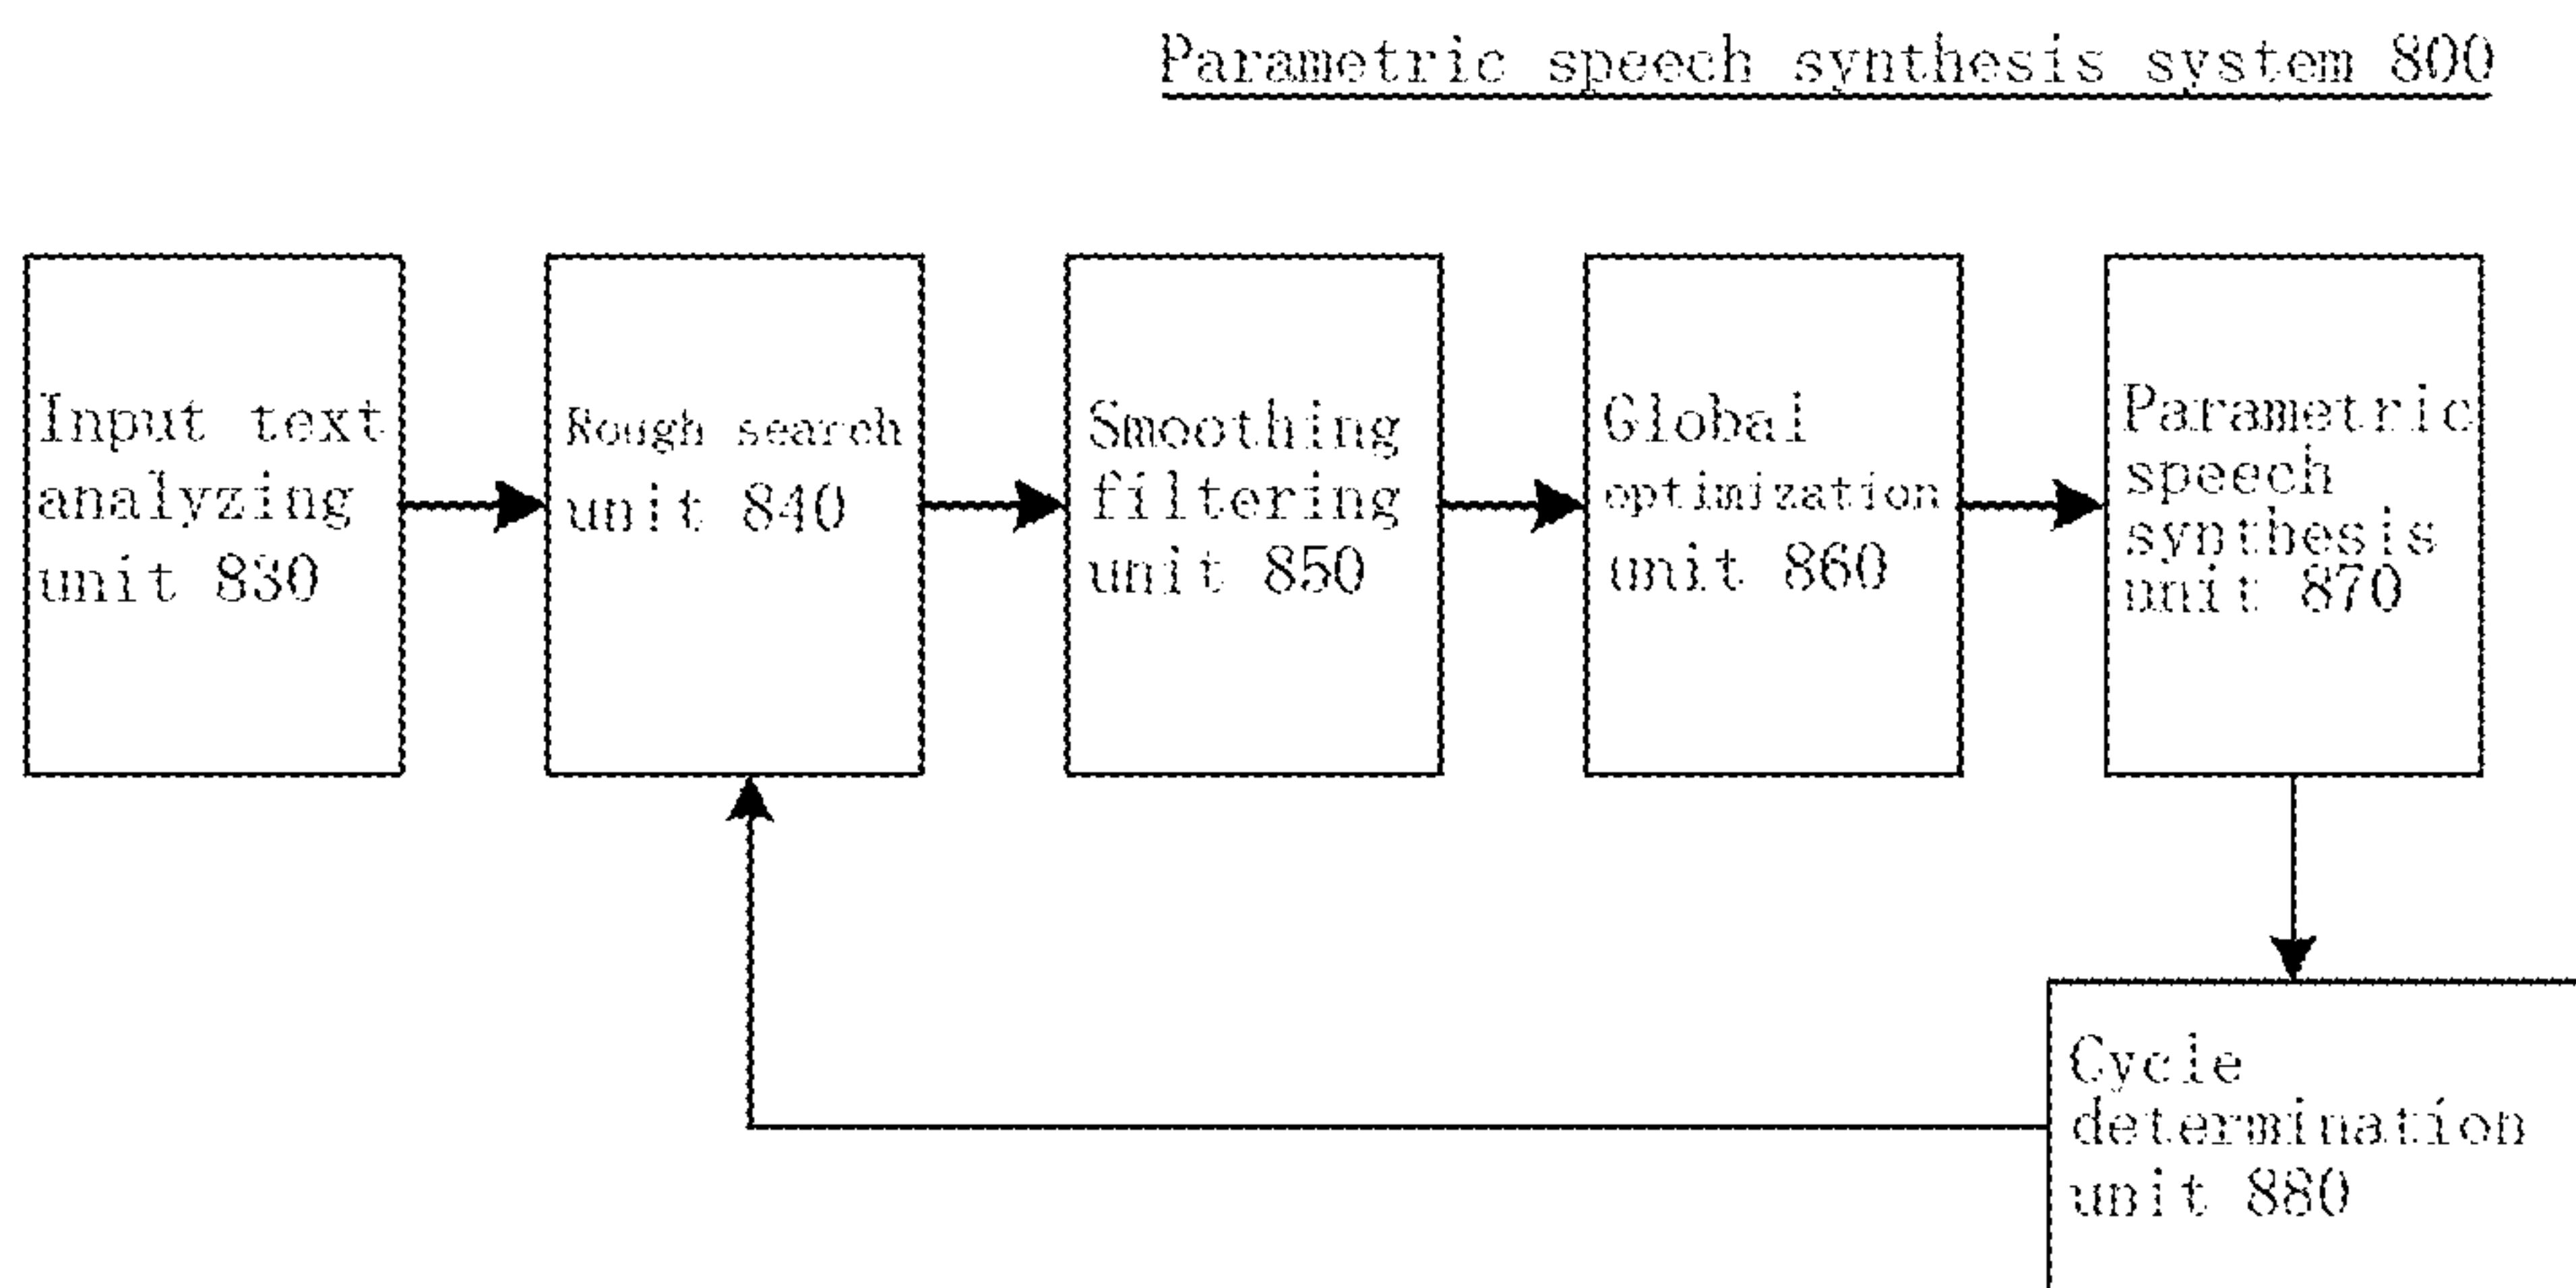 Parametric speech synthesis system 800
Input text
analyzing
unit 830
Rough search
unit 840
Smoothing
filtering
unit 850
Global
optimization
unit 860
Parametric
speech
synthesis
unit 870
Cycle
determination
unit 880